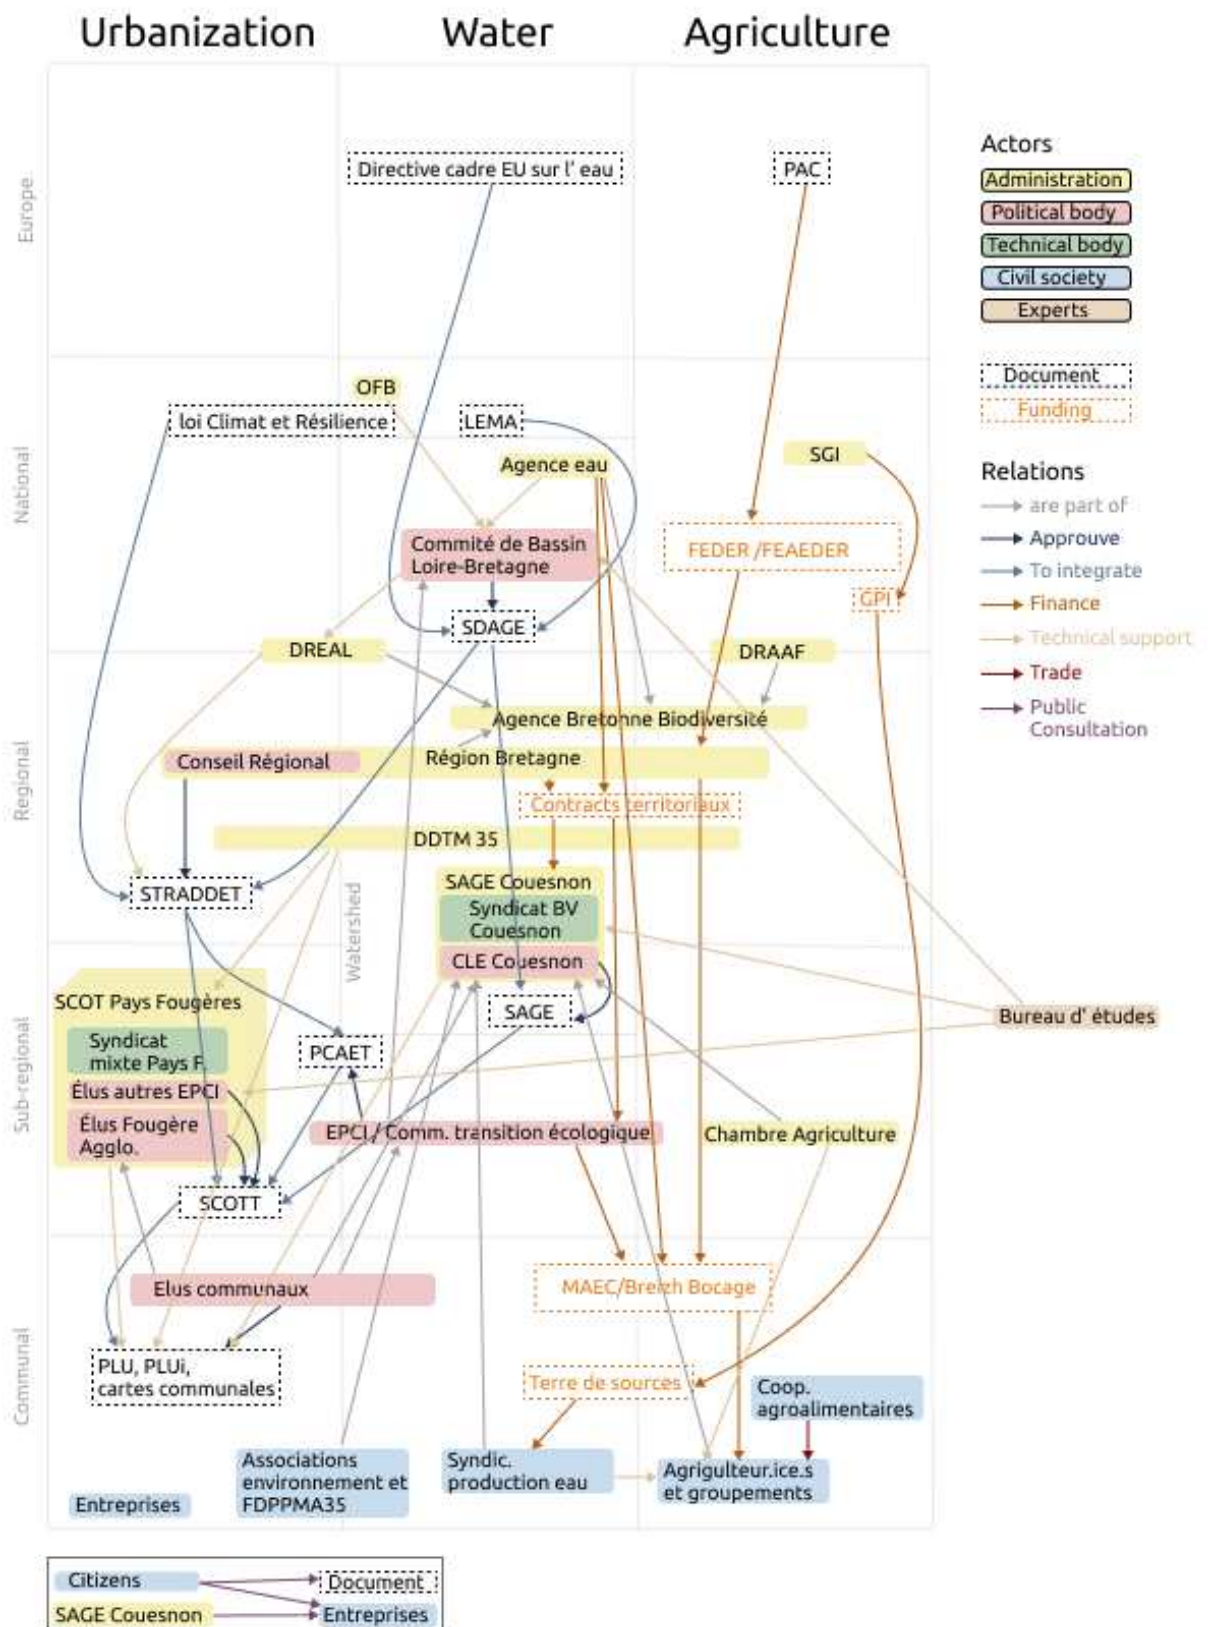 Urbanization
Water
Agriculture
Europe
National
Regional
Sub-regional
Communal
Watershed
Directive cadre EU sur l' eau
PAC
OFB
loi Climat et Résilience
LEMA
Agence eau
SGI
Commité de Bassin
Loire-Bretagne
FEDER /FEAEDER
GPI
SDAGE
DREAL
DRAAF
Agence Bretonne Biodiversité
Conseil Régional
Région Bretagne
Contracts territoriaux
DDTM 35
STRADDET
SAGE Couesnon
Syndicat BV
Couesnon
CLE Couesnon
SCOT Pays Fougères
SAGE
Bureau d' études
Syndicat
mixte Pays F.
PCAET
Élus autres EPCI
Élus Fougère
Agglo.
EPCI / Comm. transition écologique
Chambre Agriculture
SCOTT
Elus communaux
MAEC/Breizh Bocage
PLU, PLUi,
cartes communales
Terre de sources
Coop.
agroalimentaires
Associations
environnement et
FDPPMA35
Syndic.
production eau
Agrigulteur.ice.s
et groupements
Entreprises
Citizens
Document
SAGE Couesnon
Entreprises
Actors
Administration
Political body
Technical body
Civil society
Experts
Document
Funding
Relations
are part of
Approuve
To integrate
Finance
Technical support
Trade
Public
Consultation